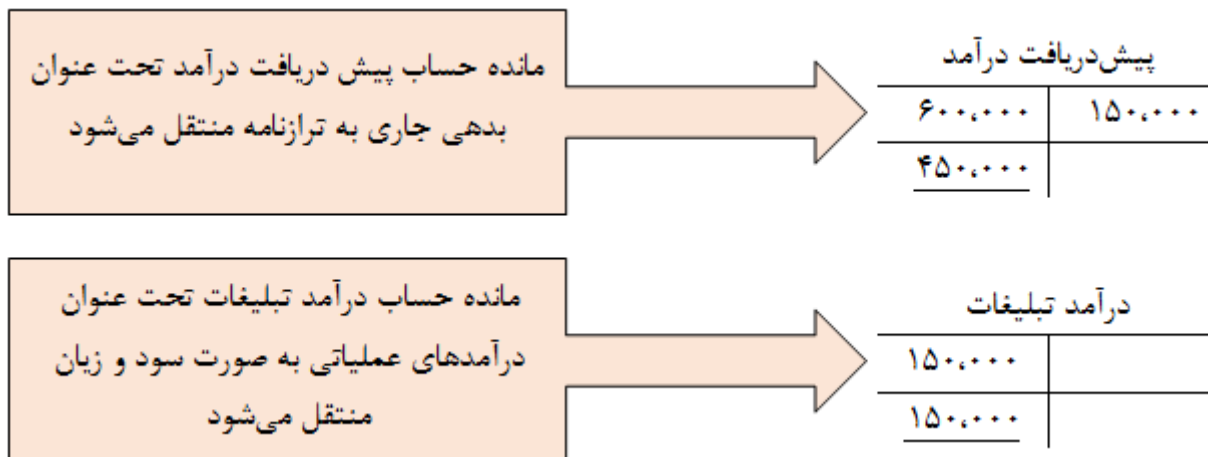 مانده حساب پیش دریافت درآمد تحت عنوان
بدهی جاری به ترازنامه منتقل می‌شود
پیش‌دریافت درآمد
۱۵۰،۰۰۰ ۶۰۰،۰۰۰
۴۵۰،۰۰۰
مانده حساب درآمد تبلیغات تحت عنوان
درآمدهای عملیاتی به صورت سود و زیان
منتقل می‌شود
درآمد تبلیغات
۱۵۰،۰۰۰
۱۵۰،۰۰۰